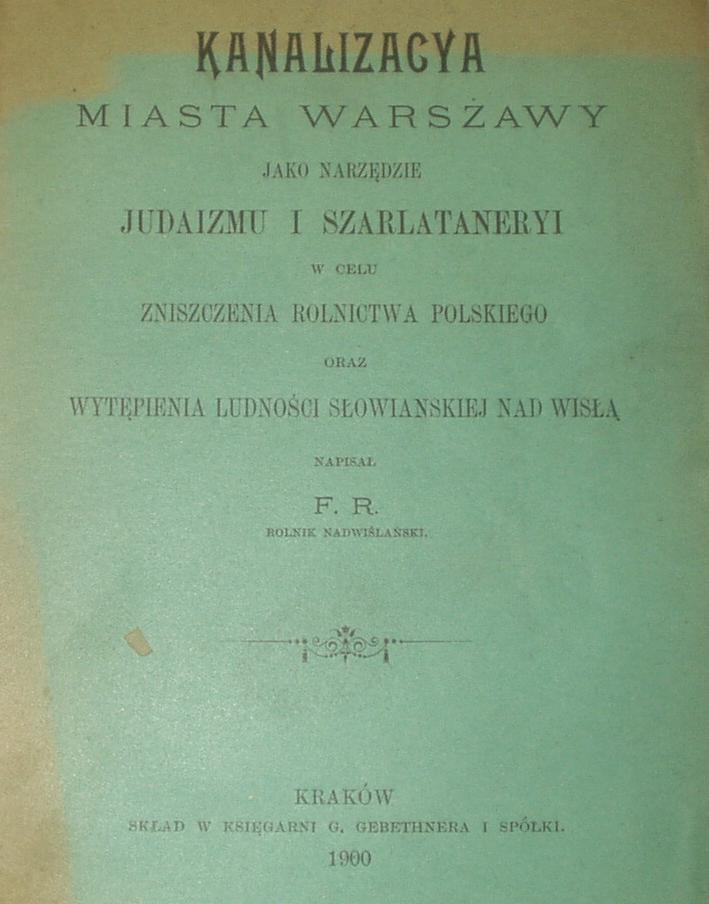 KANALIZACYA
MIASTA WARSZAWY
JAKO NARZĘDZIE
JUDAIZMU I SZARLATANERYI
W CELU
ZNISZCZENIA ROLNICTWA POLSKIEGO
ORAZ
WYTĘPIENIA LUDNOŚCI SŁOWIANSKIEJ NAD WISŁĄ
NAPISAŁ
F. R.
ROLNIK NADWIŚLAŃSKI.
KRAKÓW
SKŁAD W KSIĘGARNI G. GEBETHNERA I SPÓŁKI.
1900